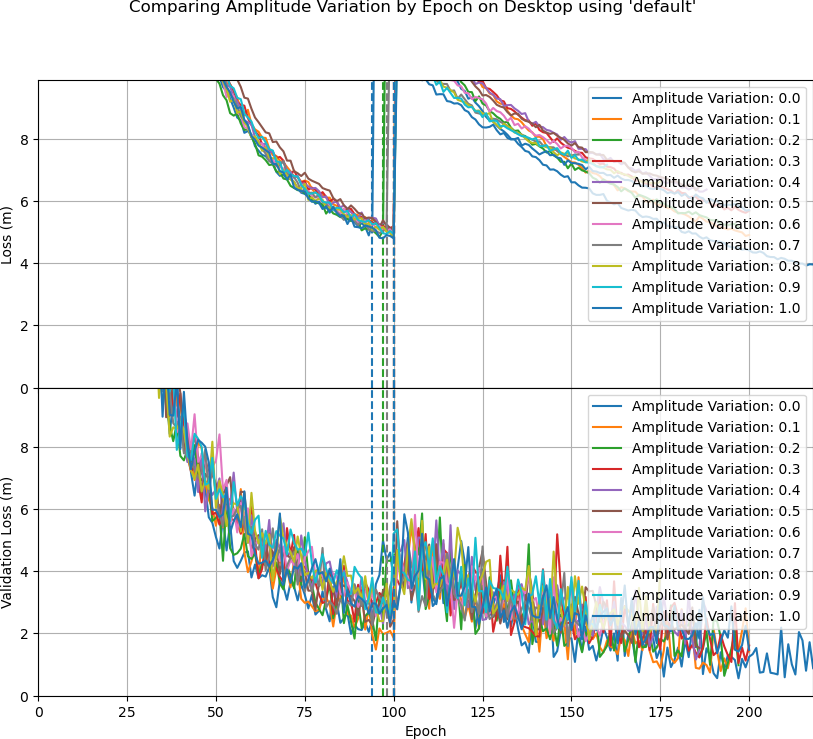 Comparing Amplitude Variation by Epoch on Desktop using 'default'
8
6
4
2
0
Loss (m)
Amplitude Variation: 0.0
Amplitude Variation: 0.1
Amplitude Variation: 0.2
Amplitude Variation: 0.3
Amplitude Variation: 0.4
Amplitude Variation: 0.5
Amplitude Variation: 0.6
Amplitude Variation: 0.7
Amplitude Variation: 0.8
Amplitude Variation: 0.9
Amplitude Variation: 1.0
8
6
4
2
0
Validation Loss (m)
Amplitude Variation: 0.0
Amplitude Variation: 0.1
Amplitude Variation: 0.2
Amplitude Variation: 0.3
Amplitude Variation: 0.4
Amplitude Variation: 0.5
Amplitude Variation: 0.6
Amplitude Variation: 0.7
Amplitude Variation: 0.8
Amplitude Variation: 0.9
Amplitude Variation: 1.0
0 25 50 75 100 125 150 175 200
Epoch